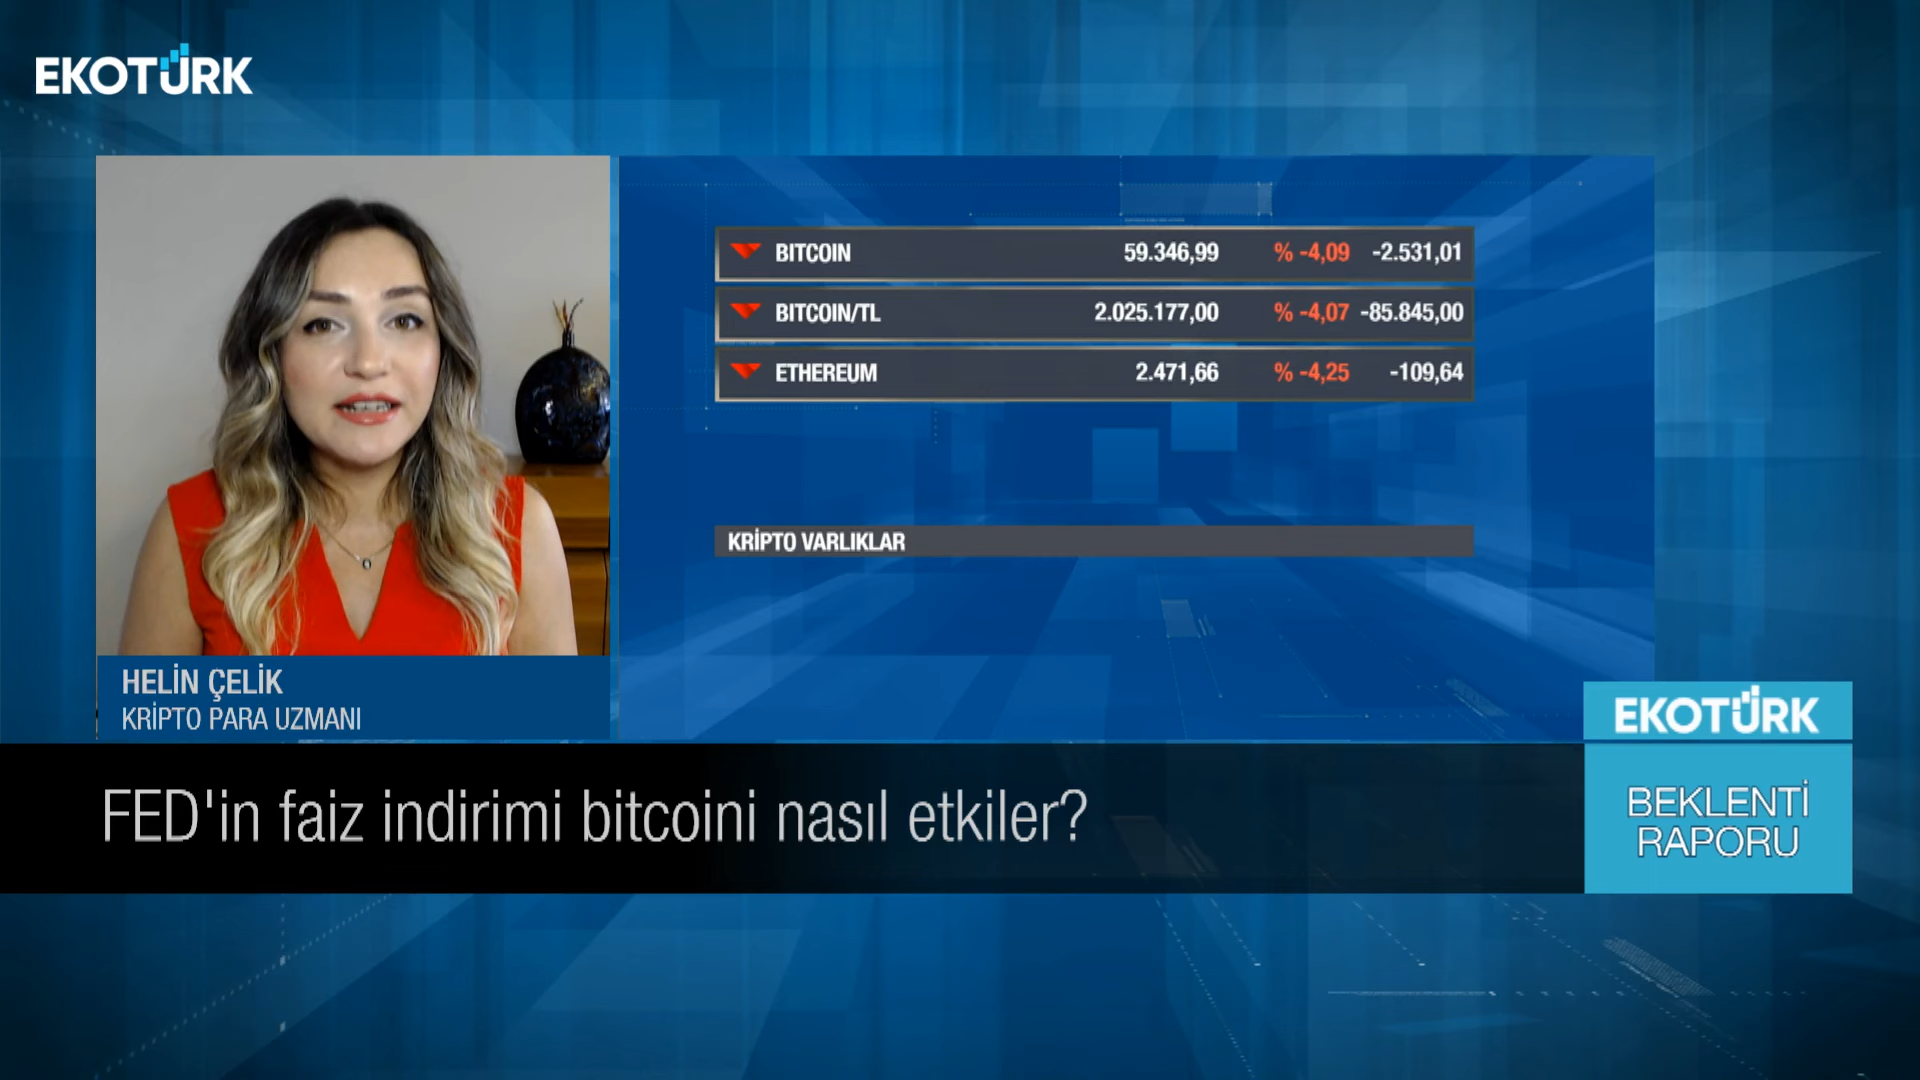 EKOTÜRK
BITCOIN 59.346,99 % -4,09 -2.531,01
BITCOIN/TL 2.025.177,00 % -4,07 -85.845,00
ETHEREUM 2.471,66 % -4,25 -109,64
KRİPTO VARLIKLAR
HELİN ÇELİK
KRİPTO PARA UZMANI
FED'in faiz indirimi bitcoini nasıl etkiler?
EKOTÜRK
BEKLENTİ
RAPORU